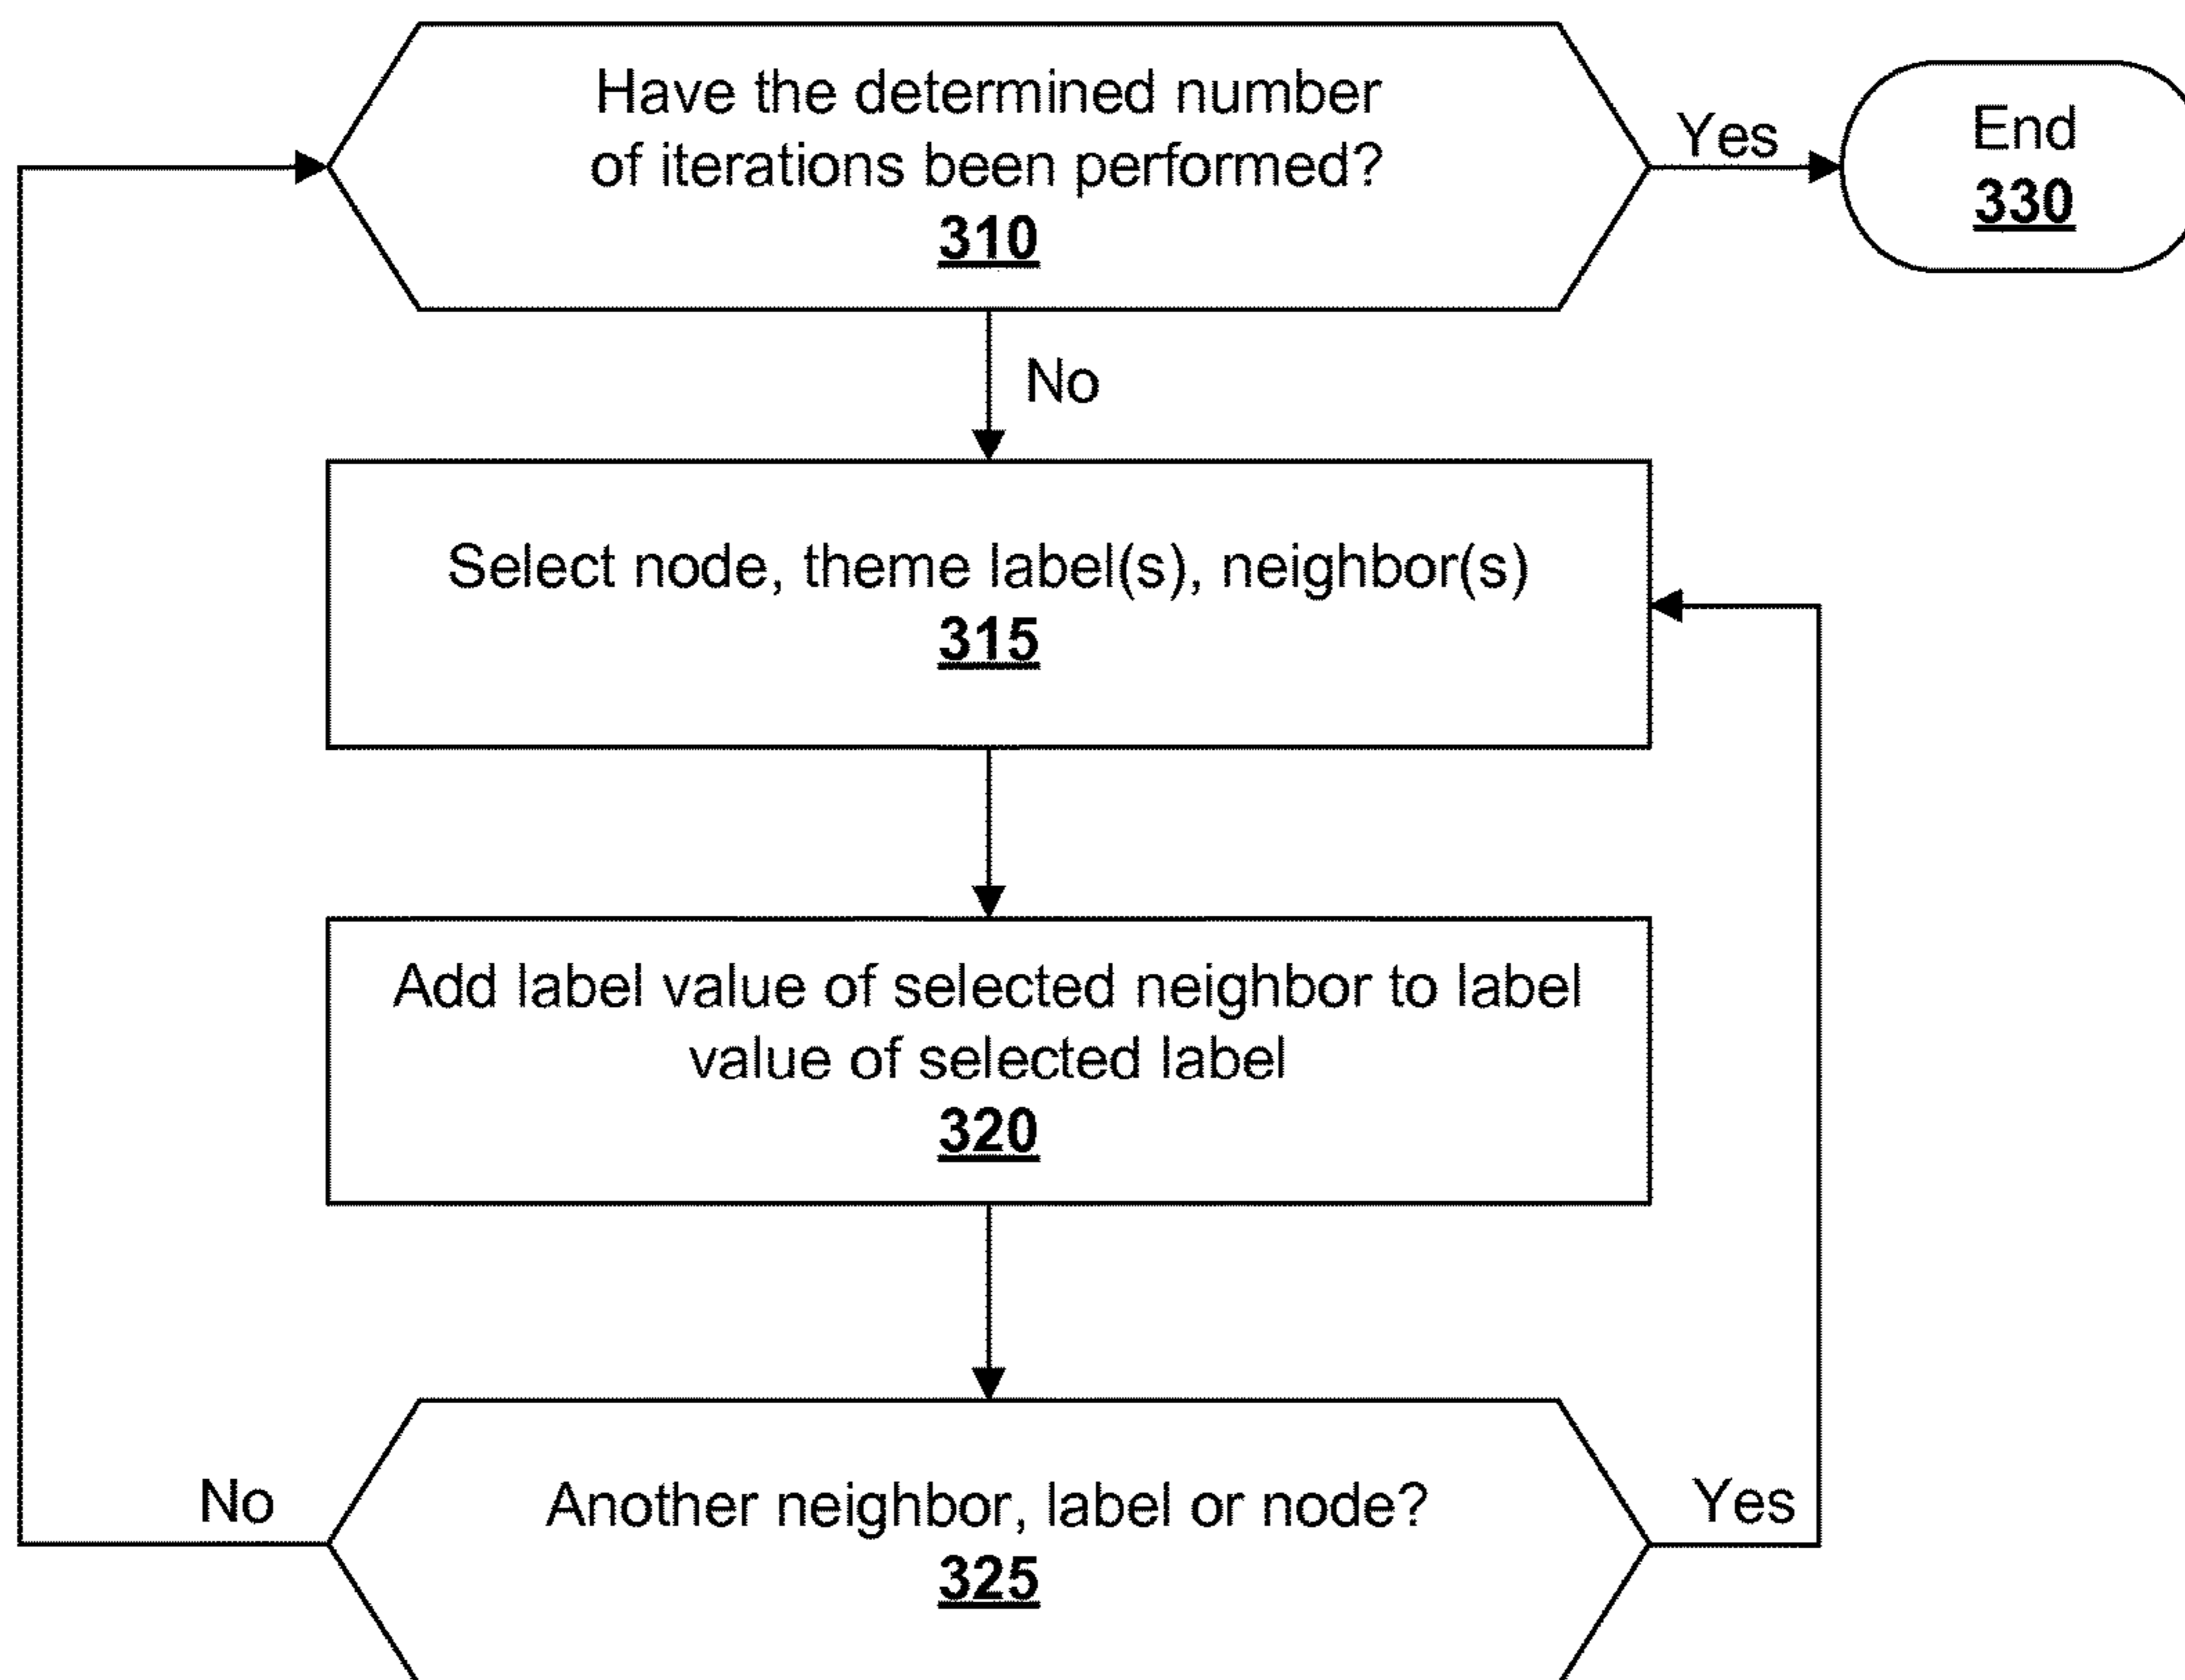 Have the determined number
of iterations been performed?
310
Yes
End
330
No
Select node, theme label(s), neighbor(s)
315
Add label value of selected neighbor to label
value of selected label
320
No
Another neighbor, label or node?
325
Yes